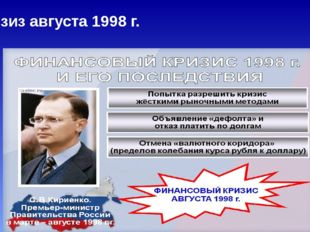 зиз августа 1998 г.
ФИНАНСОВЫЙ КРИЗИС 1998 г.
И ЕГО ПОСЛЕДСТВИЯ
Попытка разрешить кризис
жёсткими рыночными методами
Объявление «дефолта» и
отказ платить по долгам
Отмена «валютного коридора»
(пределов колебания курса рубля к доллару)
С.В.Кириенко.
Премьер-министр
Правительства России
в марте – августе 1998 г.
ФИНАНСОВЫЙ КРИЗИС
АВГУСТА 1998 г.